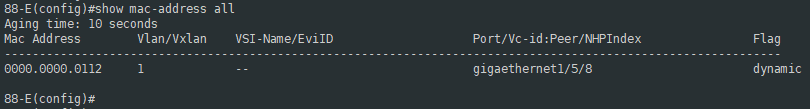 88-E(config)#show mac-address all
Aging time: 10 seconds
Mac Address Vlan/Vxlan VSI-Name/EviID Port/Vc-id:Peer/NHPIndex Flag
--------------------------------------------------------------------------------------------------------------
0000.0000.0112 1 -- gigaethernet1/5/8 dynamic
88-E(config)#